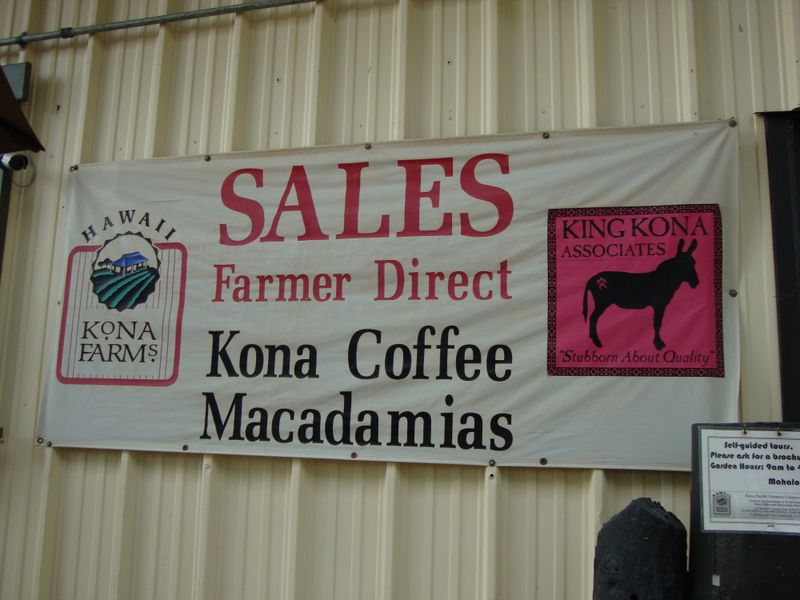 SALES
Farmer Direct
Kona Coffee
Macadamias
HAWAII
KONA
FARMS
KING KONA
ASSOCIATES
"Stubborn About Quality"
Self-guided tours.
Please ask for a brochu
Garden Hours: 9am to
Mahalo